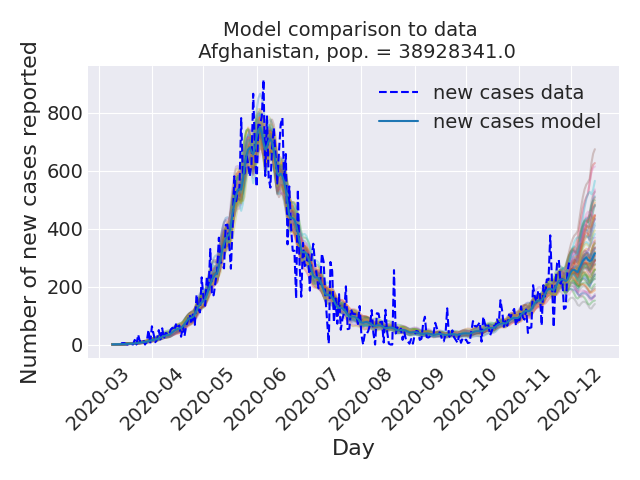 Model comparison to data
Afghanistan, pop. = 38928341.0
Number of new cases reported
800
600
400
200
0
new cases data
new cases model
2020-03
2020-04
2020-05
2020-06
2020-07
2020-08
2020-09
2020-10
2020-11
2020-12
Day